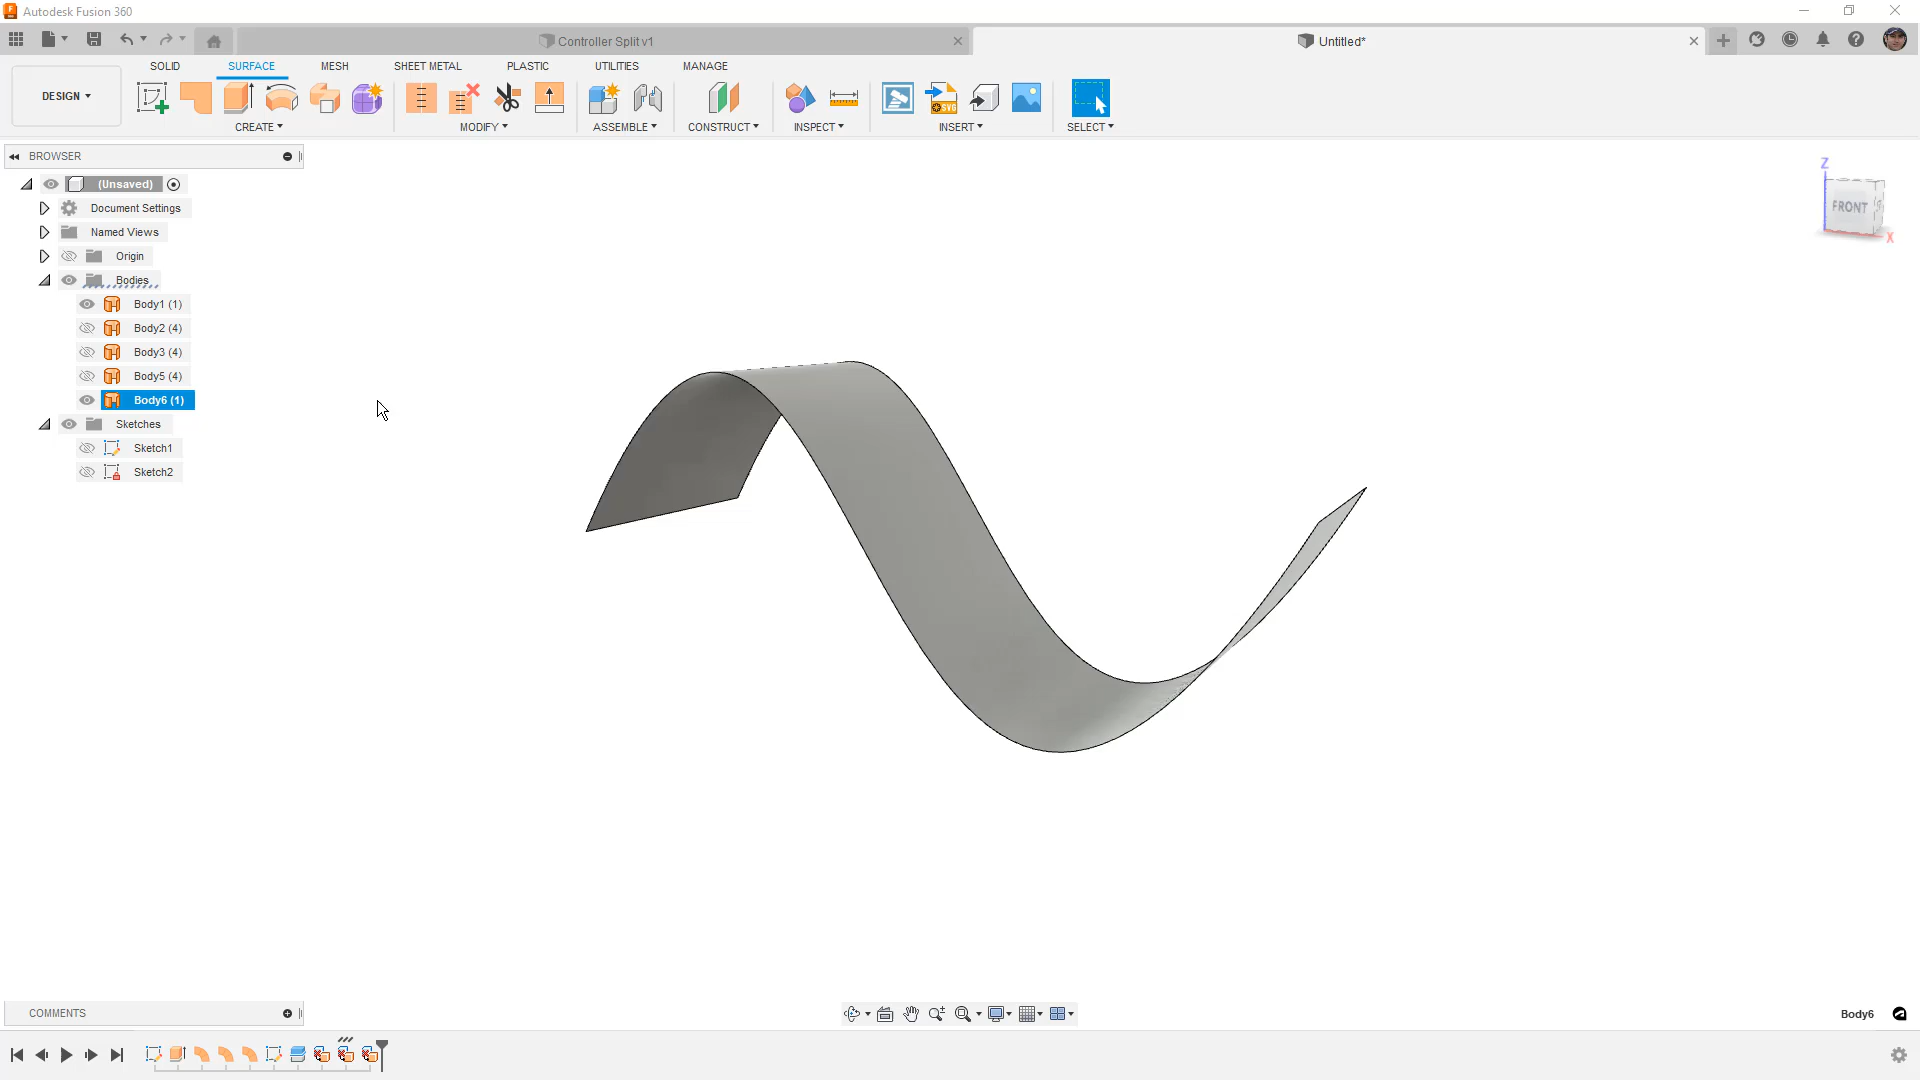 Autodesk Fusion 360
Controller Split v1
Untitled*
SOLID SURFACE MESH SHEET METAL PLASTIC UTILITIES MANAGE
DESIGN
CREATE MODIFY ASSEMBLE CONSTRUCT INSPECT INSERT SELECT
SVG
BROWSER
(Unsaved)
Document Settings
Named Views
Origin
Bodies
Body1 (1)
Body2 (4)
Body3 (4)
Body5 (4)
Body6 (1)
Sketches
Sketch1
Sketch2
Z
FRONT
X
COMMENTS
Body6